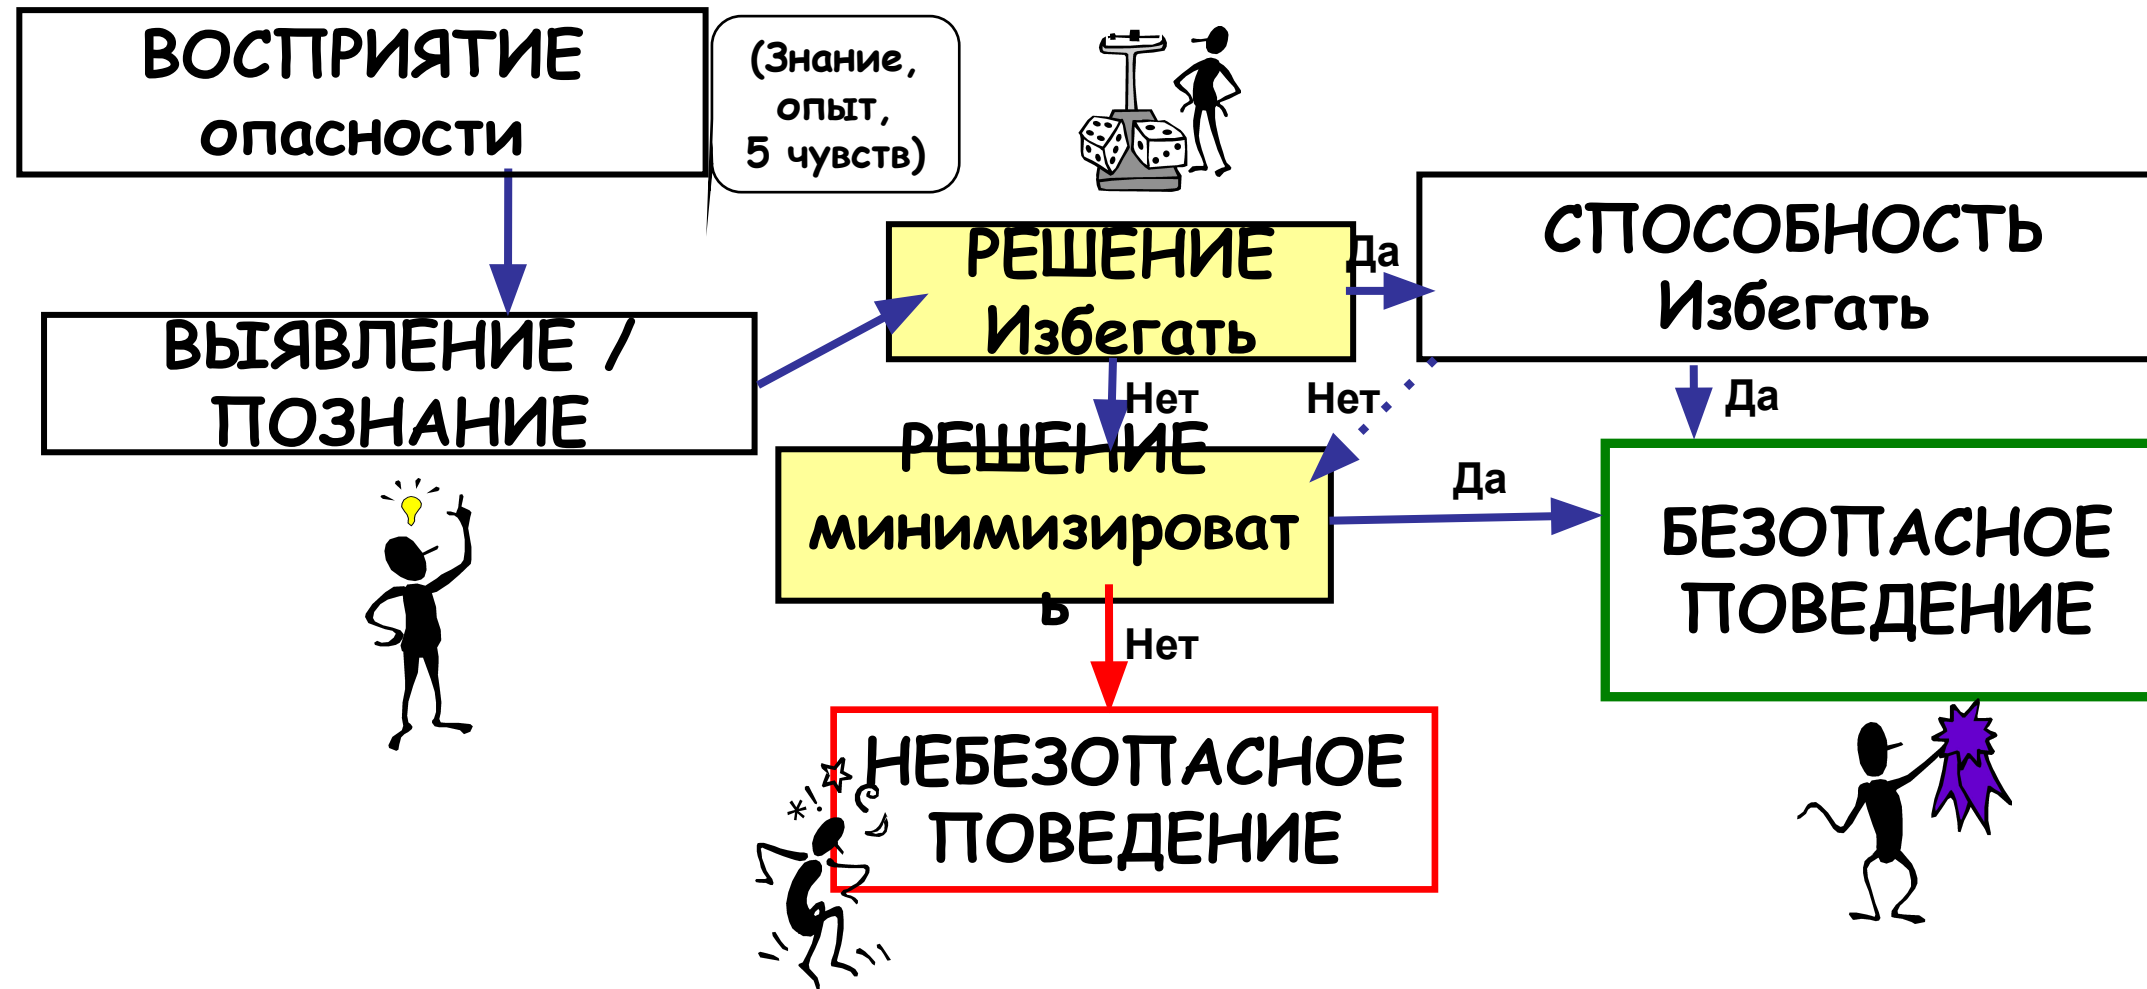 ВОСПРИЯТИЕ
опасности
(Знание,
опыт,
5 чувств)
РЕШЕНИЕ
Избегать
Да
СПОСОБНОСТЬ
Избегать
ВЫЯВЛЕНИЕ /
ПОЗНАНИЕ
Нет
Нет
Да
РЕШЕНИЕ
минимизироват
ь
Да
БЕЗОПАСНОЕ
ПОВЕДЕНИЕ
Нет
НЕБЕЗОПАСНОЕ
ПОВЕДЕНИЕ
*!